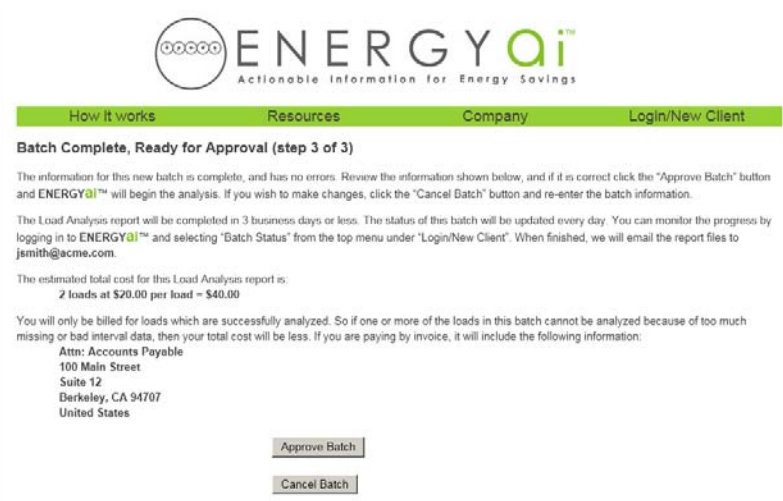 ENERGYai™
Actionable Information for Energy Savings
How It works Resources Company Login/New Client
Batch Complete, Ready for Approval (step 3 of 3)
The information for this new batch is complete, and has no errors. Review the information shown below, and if it is correct click the "Approve Batch" button
and ENERGYai™ will begin the analysis. If you wish to make changes, click the "Cancel Batch" button and re-enter the batch information.
The Load Analysis report will be completed in 3 business days or less. The status of this batch will be updated every day. You can monitor the progress by
logging in to ENERGYai™ and selecting "Batch Status" from the top menu under "Login/New Client". When finished, we will email the report files to
jsmith@acme.com.
The estimated total cost for this Load Analysis report is:
2 loads at $20.00 per load = $40.00
You will only be billed for loads which are successfully analyzed. So if one or more of the loads in this batch cannot be analyzed because of too much
missing or bad interval data, then your total cost will be less. If you are paying by invoice, it will include the following information:
Attn: Accounts Payable
100 Main Street
Suite 12
Berkeley, CA 94707
United States
Approve Batch
Cancel Batch